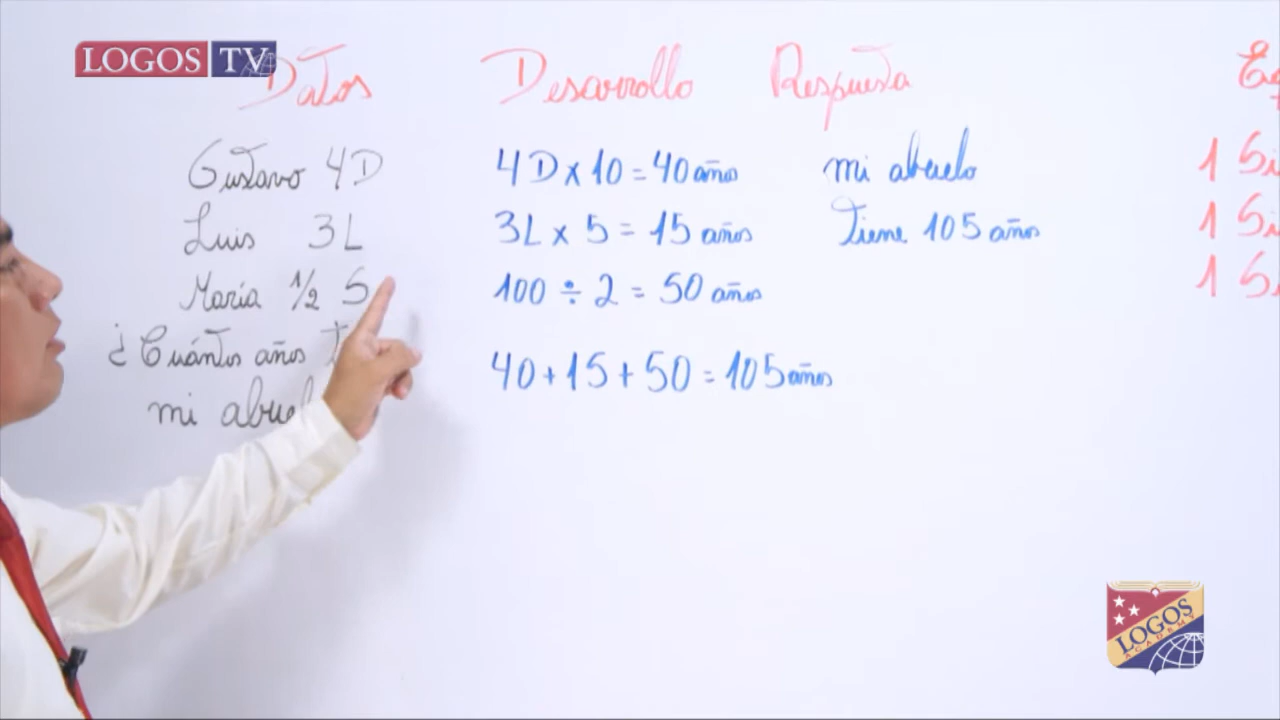 LOGOS TV
Datos
Gustavo 4D
Luis 3L
María 1/2 S
¿Cuántos años
mi
Desarrollo
4D x 10 = 40 años
3L x 5 = 15 años
100 ÷ 2 = 50 años
40 + 15 + 50 = 105 años
Respuesta
mi abuelo
tiene 105 años
1
1
1
LOGOS
ACADEMY